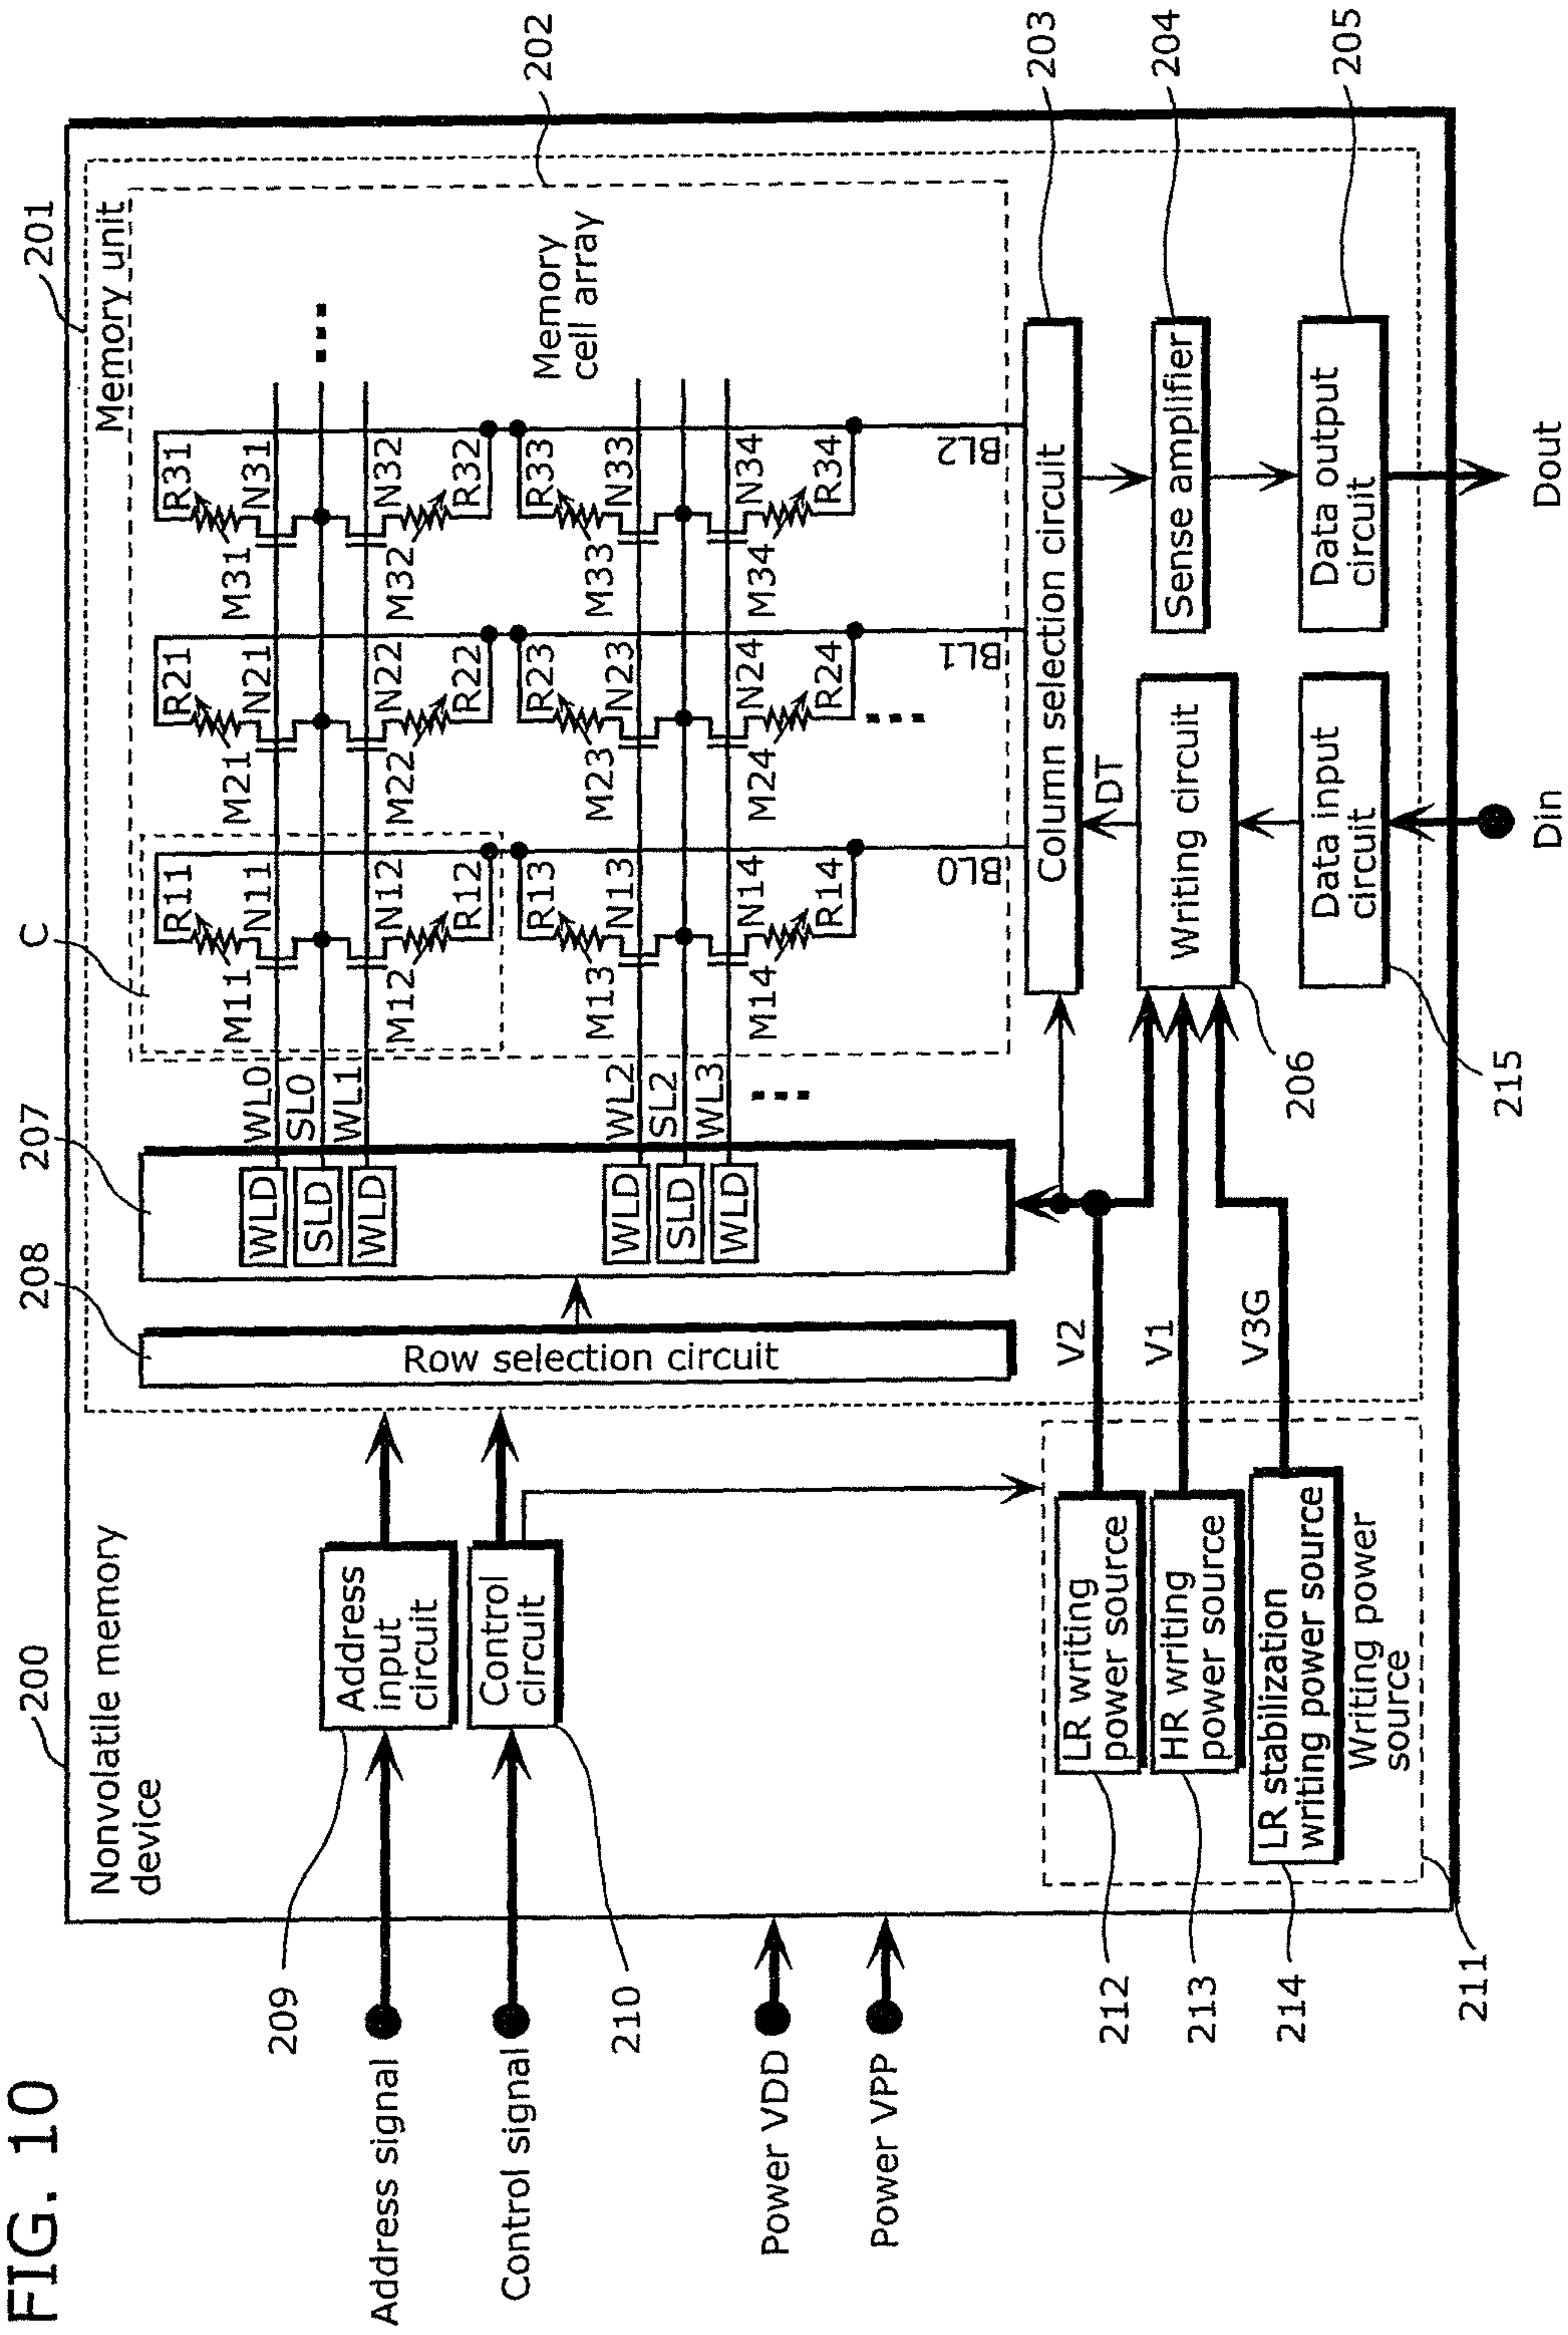 FIG. 10
200
Nonvolatile memory
device
201
Memory unit
202
Memory
cell array
C
207
208
Row selection circuit
WLD
SLD
WLD
WLD
SLD
WLD
WL0
SL0
WL1
WL2
SL2
WL3
M11
R11
N11
M12
N12
R12
M13
R13
N13
M14
N14
R14
M21
R21
N21
M22
N22
R22
M23
R23
N23
M24
N24
R24
M31
R31
N31
M32
N32
R32
M33
R33
N33
M34
N34
R34
BL0
BL1
BL2
Address signal
209
Address
input
circuit
Control signal
210
Control
circuit
Power VDD
Power VPP
Column selection circuit
203
DT
Writing circuit
206
Sense amplifier
204
Data input
circuit
215
Data output
circuit
205
Din
Dout
V2
V1
V3G
LR writing
power source
212
HR writing
power source
213
LR stabilization
writing power source
214
Writing power
source
211